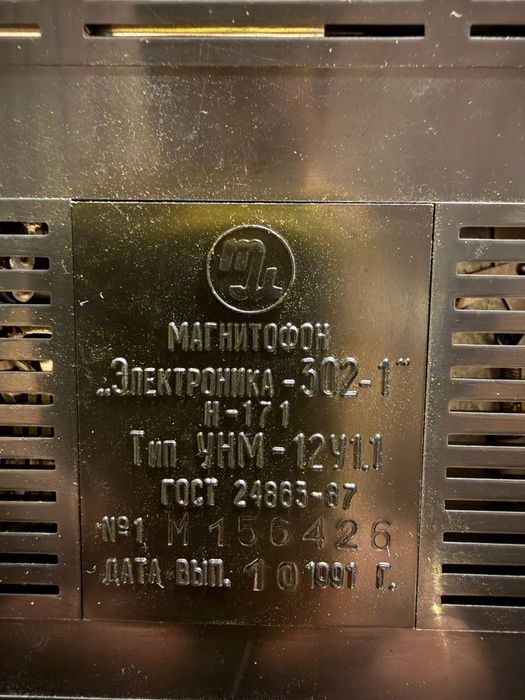 МАГНИТОФОН
„ЭЛЕКТРОНИКА-302-1"
Н-171
Тип УНМ-12У1.1
ГОСТ 24863-87
№1 М 156426
ДАТА ВЫП. 10 1991 Г.